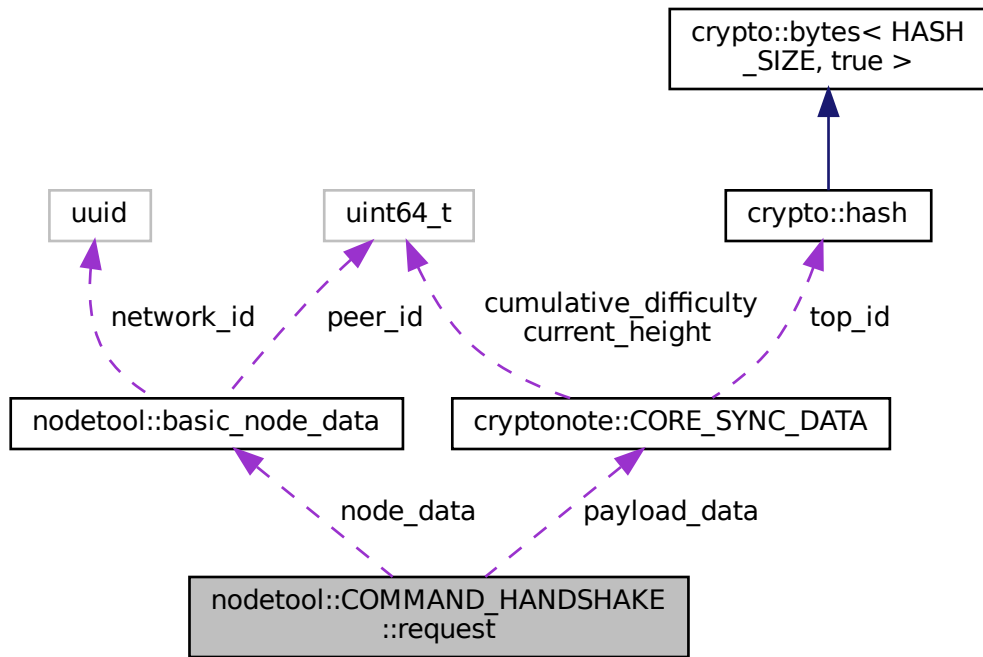 crypto::bytes< HASH
_SIZE, true >
uuid
uint64_t
crypto::hash
network_id
peer_id
cumulative_difficulty
current_height
top_id
nodetool::basic_node_data
cryptonote::CORE_SYNC_DATA
node_data
payload_data
nodetool::COMMAND_HANDSHAKE
::request